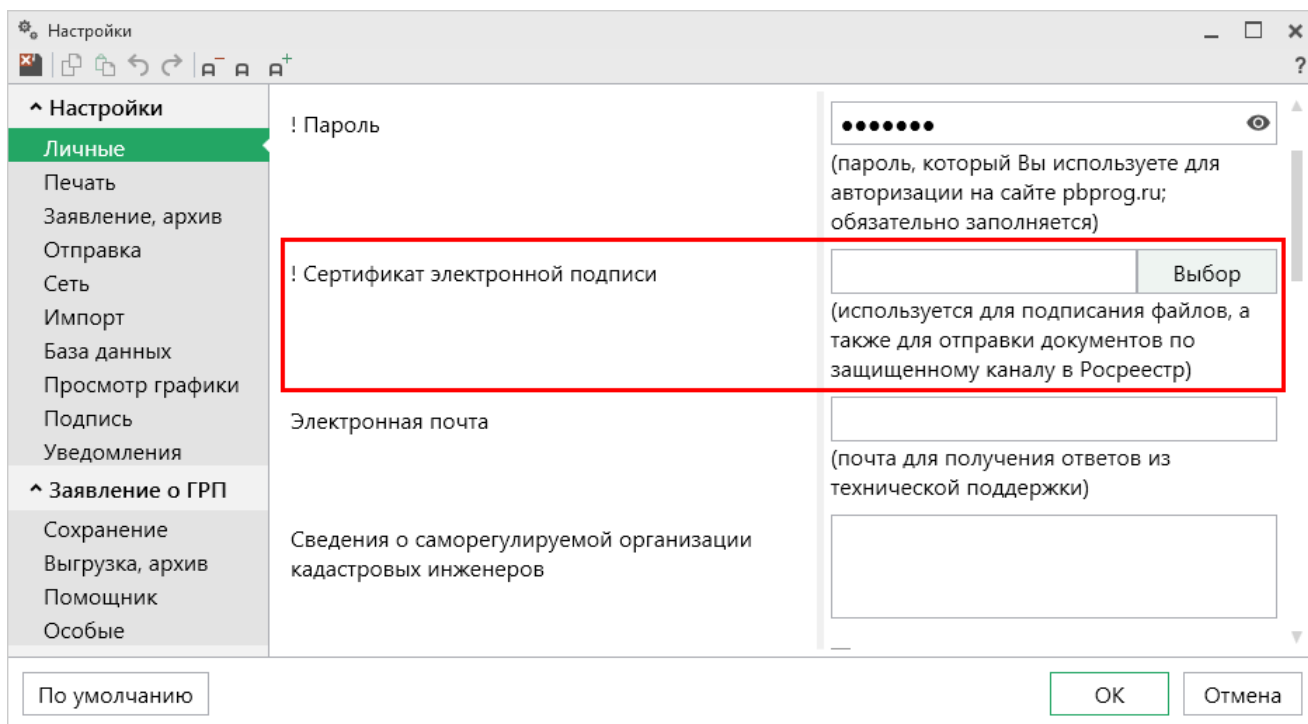 Настройки
?
Настройки
Личные
Печать
Заявление, архив
Отправка
Сеть
Импорт
База данных
Просмотр графики
Подпись
Уведомления
Заявление о ГРП
Сохранение
Выгрузка, архив
Помощник
Особые
! Пароль
•••••••
(пароль, который Вы используете для
авторизации на сайте pbprog.ru;
обязательно заполняется)
! Сертификат электронной подписи
Выбор
(используется для подписания файлов, а
также для отправки документов по
защищенному каналу в Росреестр)
Электронная почта
(почта для получения ответов из
технической поддержки)
Сведения о саморегулируемой организации
кадастровых инженеров
По умолчанию
ОК
Отмена